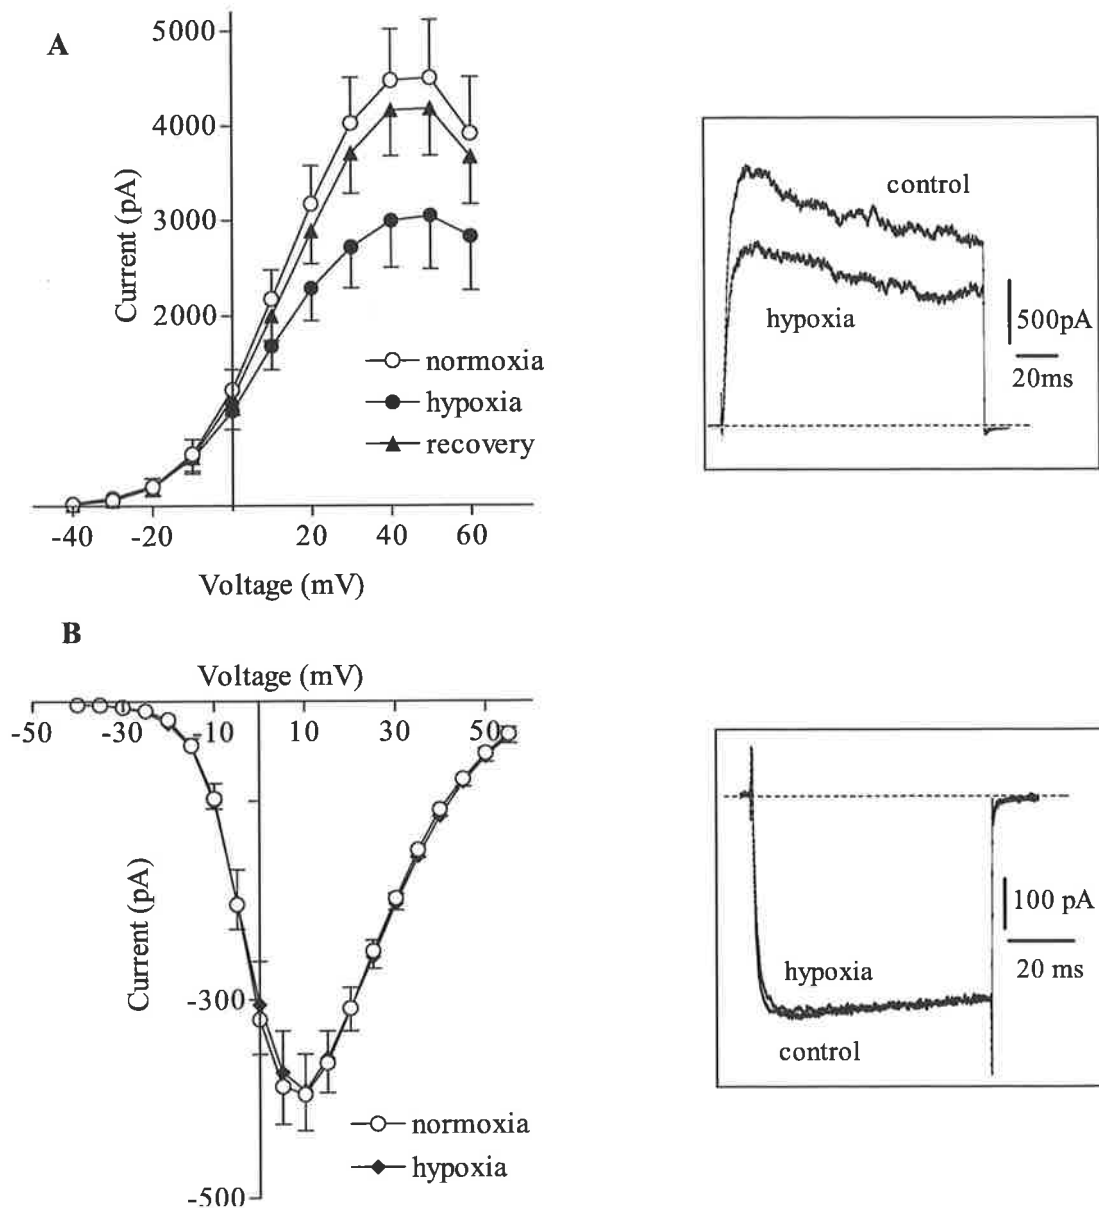 A
5000
4000
3000
2000
Current (pA)
normoxia
hypoxia
recovery
-40 -20 20 40 60
Voltage (mV)
control
hypoxia
500pA
20ms
B
Voltage (mV)
-50 -30 -10 10 30 50
Current (pA)
-300
-500
normoxia
hypoxia
100 pA
20 ms
hypoxia
control